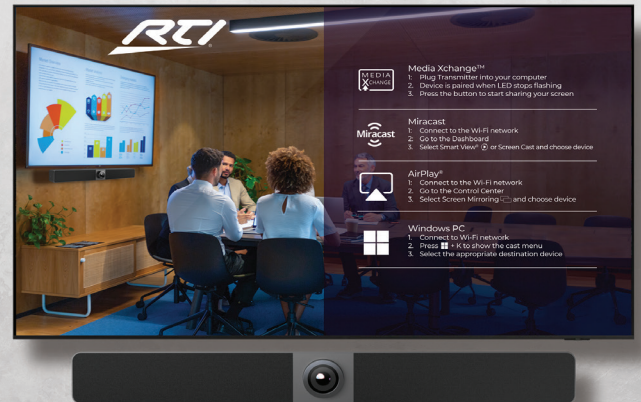 RTI
MEDIA
XCHANGE
Media Xchange™
1: Plug Transmitter into your computer
2. Device is paired when LED stops flashing
3. Press the button to start sharing your screen
Miracast
Miracast
1: Connect to the Wi-Fi network
2: Go to the Dashboard
3. Select Smart View® or Screen Cast and choose device
AirPlay®
1: Connect to the Wi-Fi network
2. Go to the Control Center
3. Select Screen Mirroring and choose device
Windows PC
1. Connect to Wi-Fi network
2. Press + K to show the cast menu
3. Select the appropriate destination device